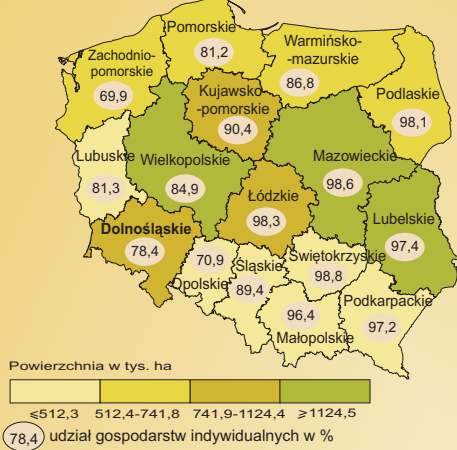 Pomorskie
81,2
Warmińsko-
-mazurskie
86,8
Zachodnio-
pomorskie
69,9
Kujawsko
-pomorskie
90,4
Podlaskie
98,1
Lubuskie
81,3
Wielkopolskie
84,9
Mazowieckie
98,6
Łódzkie
98,3
Lubelskie
97,4
Dolnośląskie
78,4
70,9
Opolskie
Śląskie
89,4
Świętokrzyskie
98,8
96,4
Małopolskie
Podkarpackie
97,2
Powierzchnia w tys. ha
⩽512,3 512,4-741,8 741,9-1124,4 ⩾1124,5
78,4 udział gospodarstw indywidualnych w %